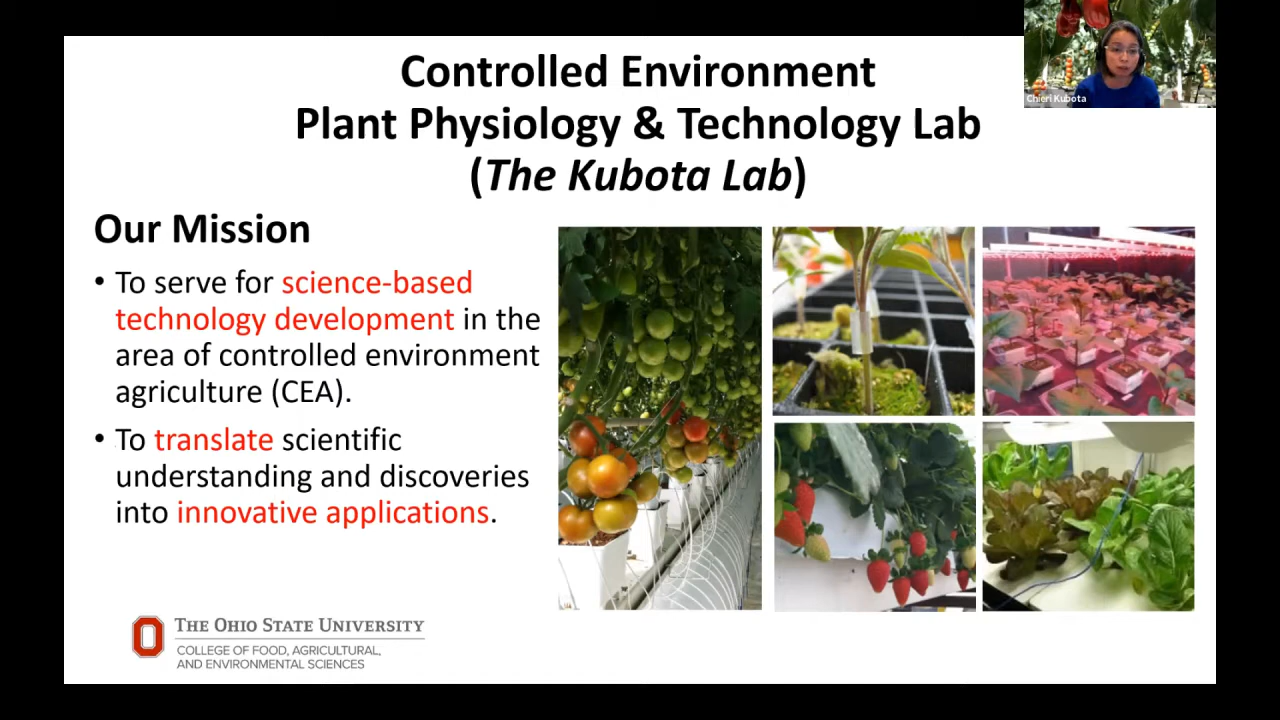 Controlled Environment
Plant Physiology & Technology Lab
(The Kubota Lab)
Chieri Kubota
Our Mission
• To serve for science-based
technology development in the
area of controlled environment
agriculture (CEA).
• To translate scientific
understanding and discoveries
into innovative applications.
THE OHIO STATE UNIVERSITY
COLLEGE OF FOOD, AGRICULTURAL,
AND ENVIRONMENTAL SCIENCES